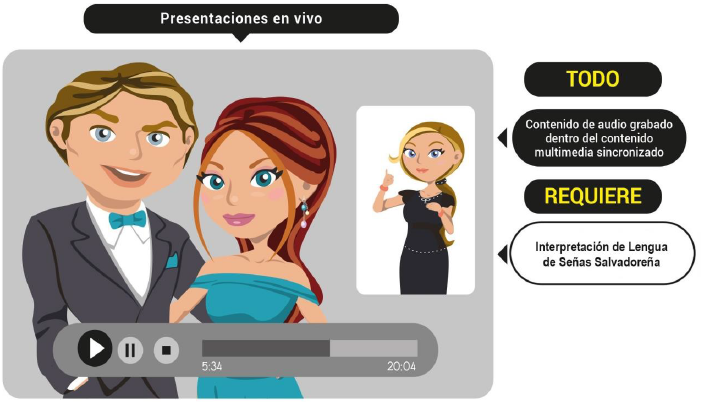 Presentaciones en vivo
TODO
Contenido de audio grabado
dentro del contenido
multimedia sincronizado
REQUIERE
Interpretación de Lengua
de Señas Salvadoreña
5:34
20:04